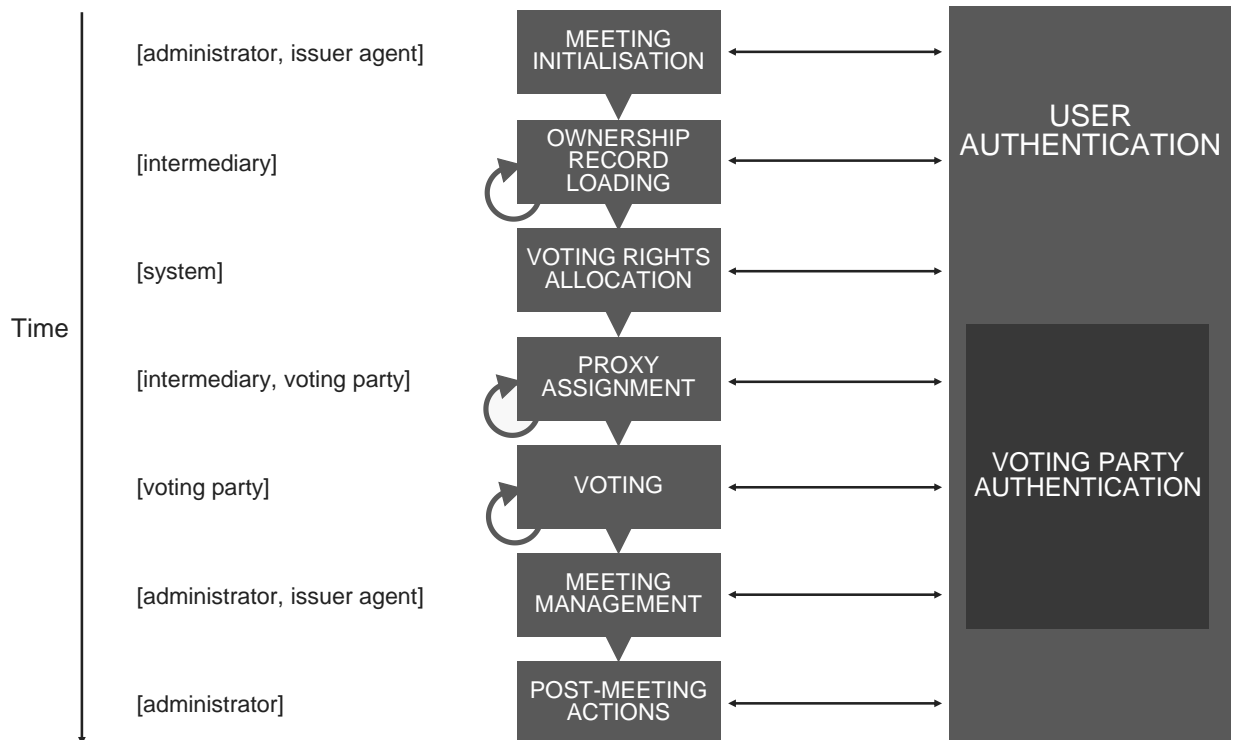 [administrator, issuer agent]
MEETING
INITIALISATION
USER
AUTHENTICATION
[intermediary]
OWNERSHIP
RECORD
LOADING
[system]
VOTING RIGHTS
ALLOCATION
Time
[intermediary, voting party]
PROXY
ASSIGNMENT
[voting party]
VOTING
VOTING PARTY
AUTHENTICATION
[administrator, issuer agent]
MEETING
MANAGEMENT
[administrator]
POST-MEETING
ACTIONS